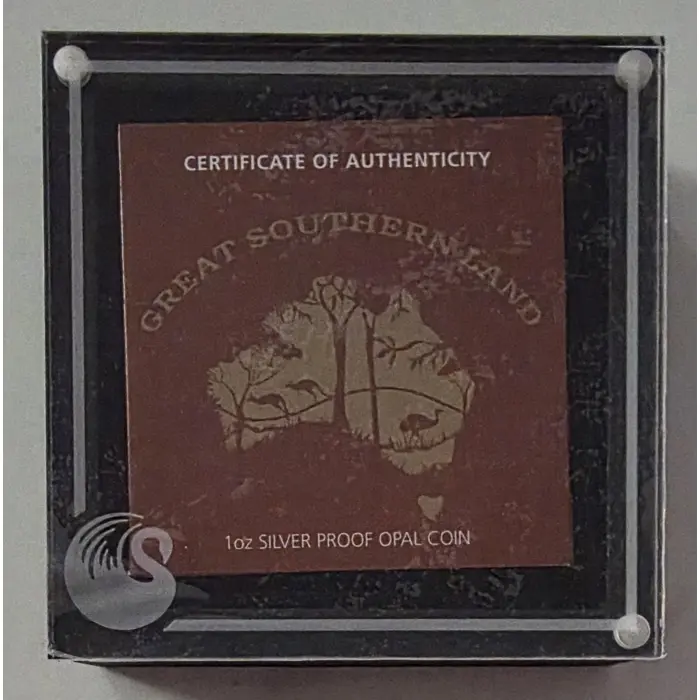 CERTIFICATE OF AUTHENTICITY
GREAT SOUTHERN LAND
1oz SILVER PROOF OPAL COIN